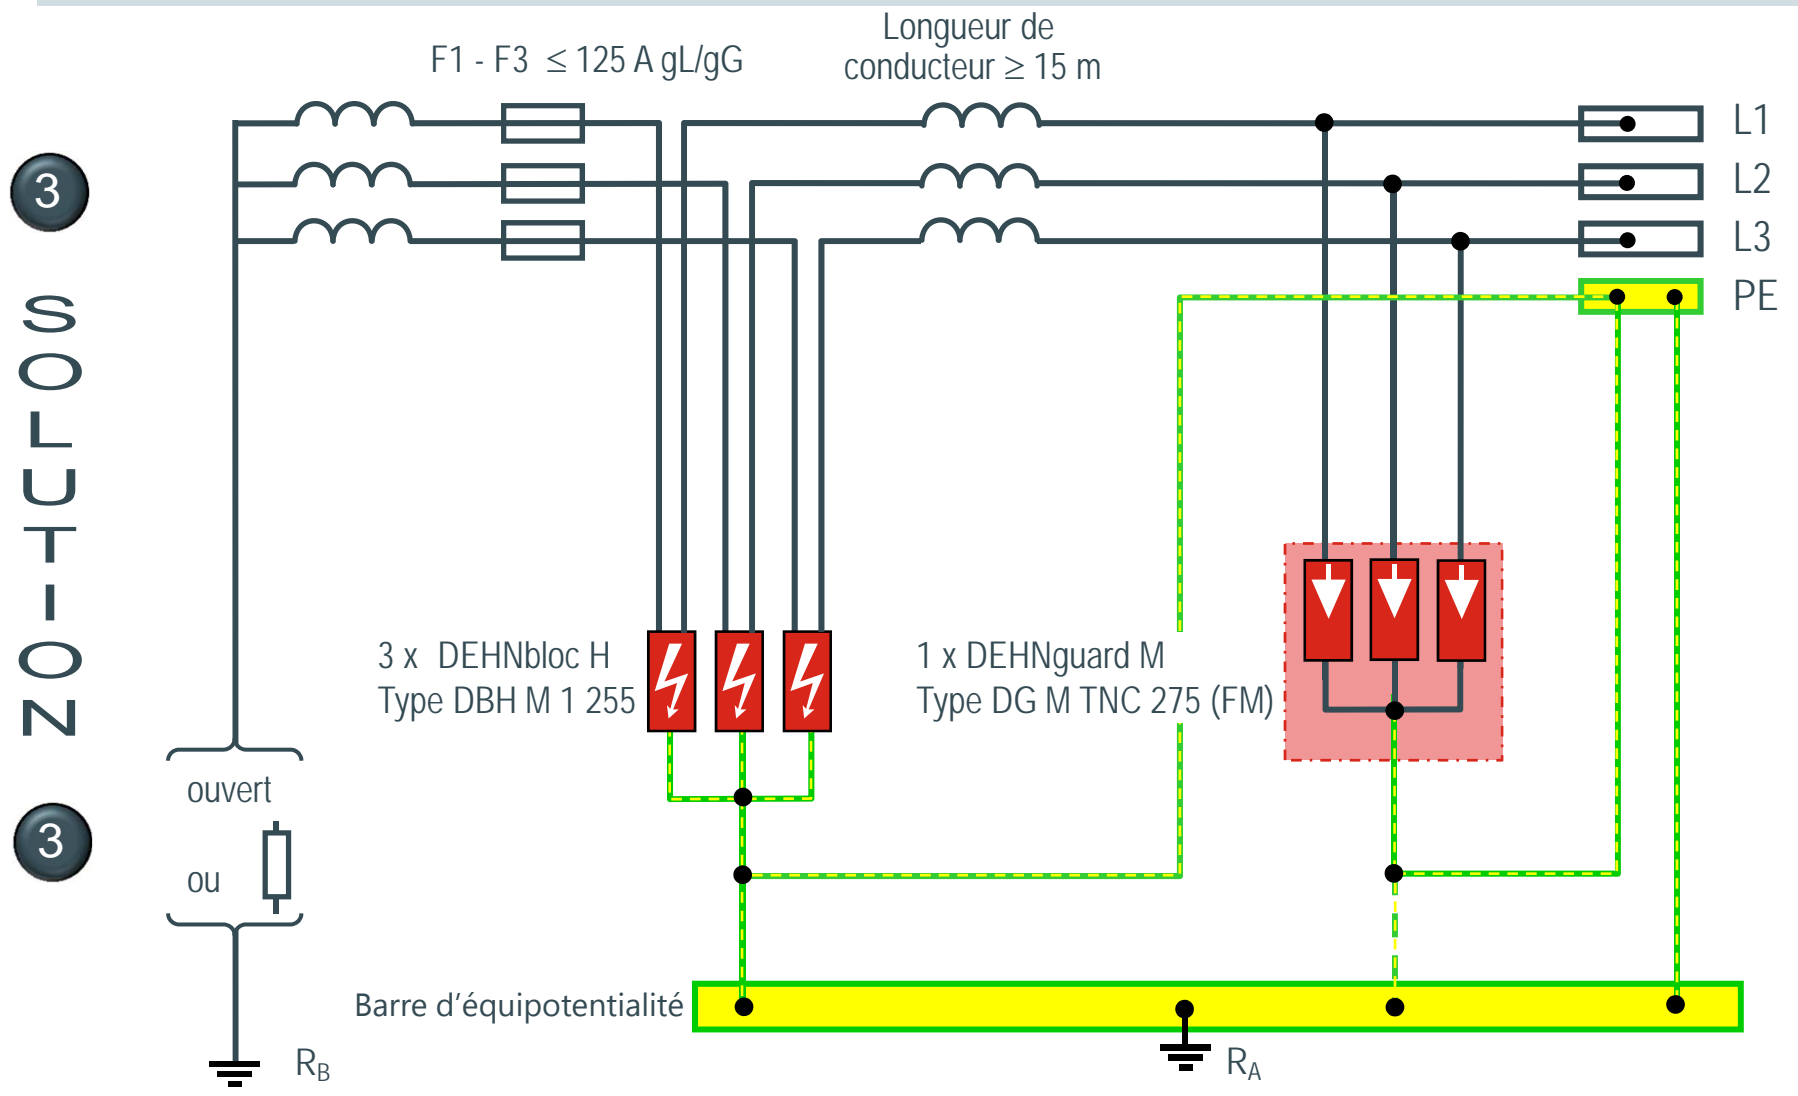 Longueur de
conducteur ≥ 15 m
F1 - F3 ≤ 125 A gL/gG
L1
L2
L3
PE
3
SOLUTION
3
3 x DEHNbloc H
Type DBH M 1 255
1 x DEHNguard M
Type DG M TNC 275 (FM)
ouvert
ou
Barre d’équipotentialité
RB
RA